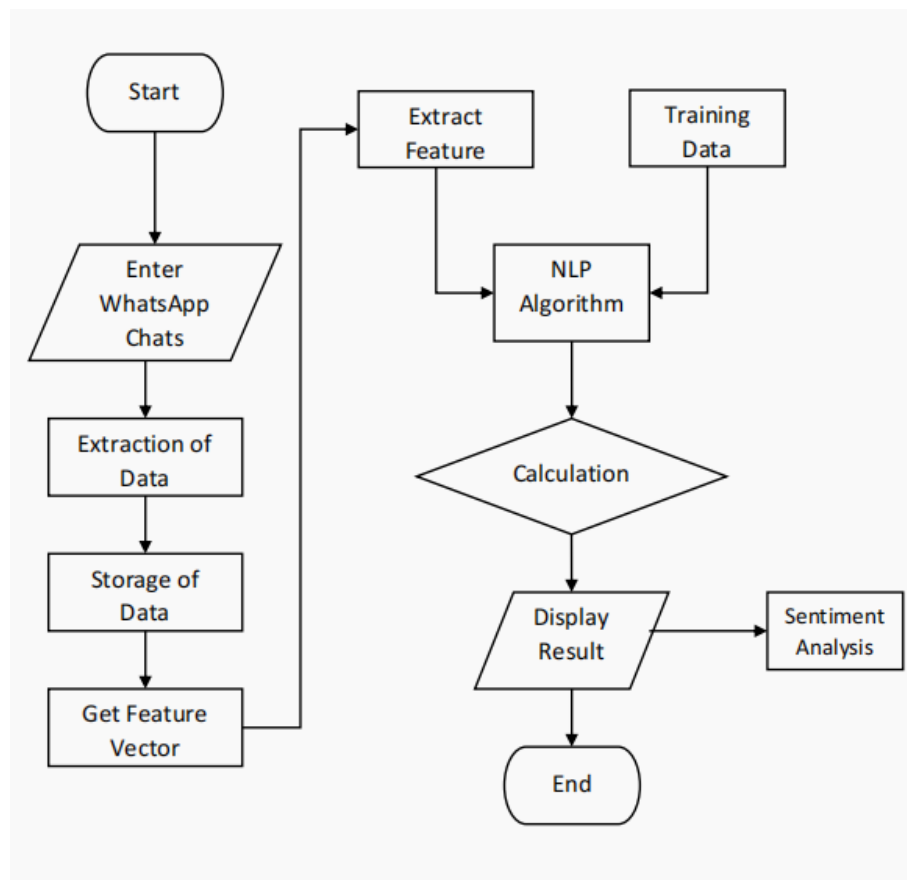 Start
Enter
WhatsApp
Chats
Extraction of
Data
Storage of
Data
Get Feature
Vector
Extract
Feature
Training
Data
NLP
Algorithm
Calculation
Display
Result
Sentiment
Analysis
End